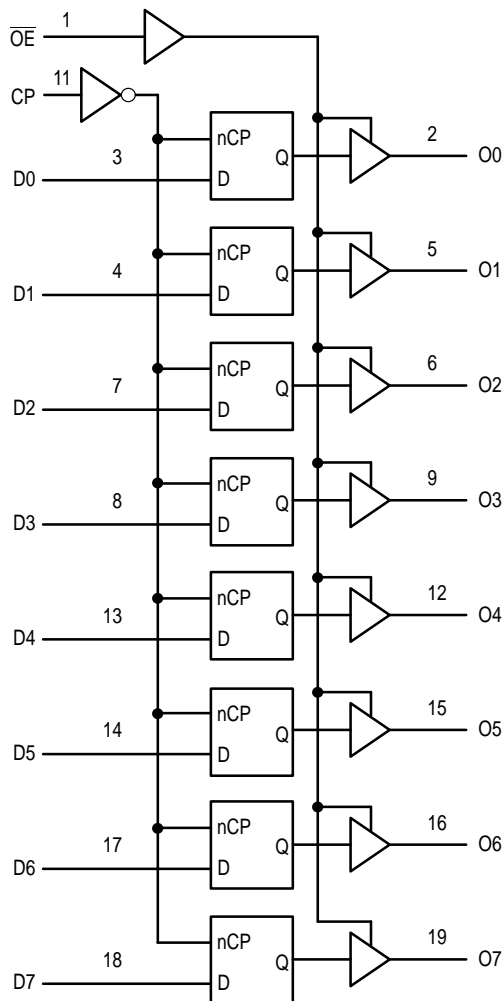 O̅E̅ 1
CP 11
nCP
D0 3 D Q 2 O0
nCP
D1 4 D Q 5 O1
nCP
D2 7 D Q 6 O2
nCP
D3 8 D Q 9 O3
nCP
D4 13 D Q 12 O4
nCP
D5 14 D Q 15 O5
nCP
D6 17 D Q 16 O6
nCP
D7 18 D Q 19 O7